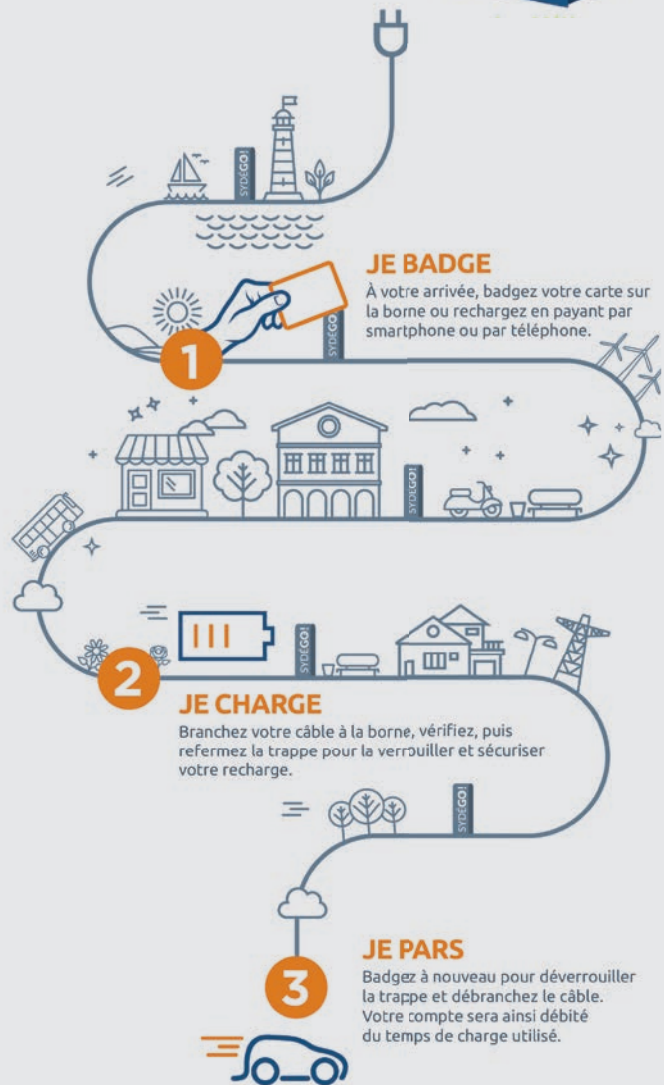 SYDEGO!
JE BADGE
À votre arrivée, badgez votre carte sur
la borne ou rechargez en payant par
smartphone ou par téléphone.
SYDEGO!
1
SYDEGO!
SYDEGO!
2
JE CHARGE
Branchez votre câble à la borne, vérifiez, puis
refermez la trappe pour la verrouiller et sécuriser
votre recharge.
SYDEGO!
3
JE PARS
Badgez à nouveau pour déverrouiller
la trappe et débranchez le câble.
Votre compte sera ainsi débité
du temps de charge utilisé.